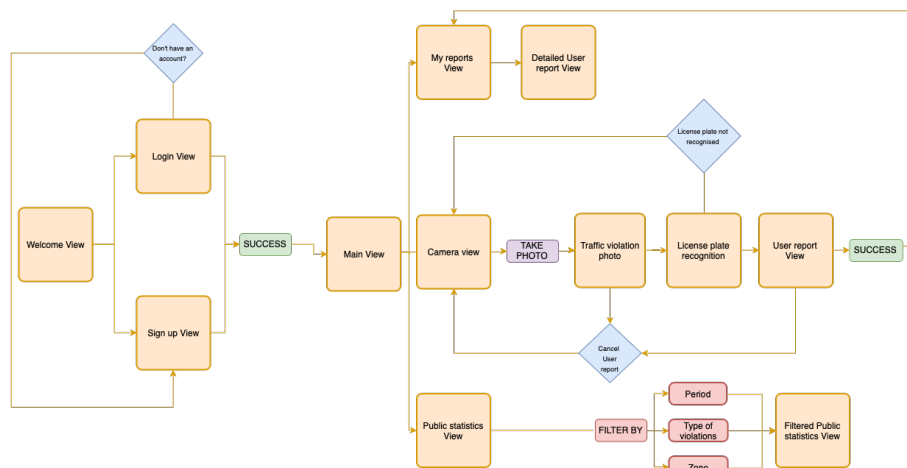 Don't have an
account?
My reports
View
Detailed User
report View
License plate not
recognised
Login View
Welcome View
SUCCESS
Main View
Camera view
TAKE
PHOTO
Traffic violation
photo
License plate
recognition
User report
View
SUCCESS
Sign up View
Cancel
User
report
Public statistics
View
FILTER BY
Period
Type of
violations
Zone
Filtered Public
statistics View